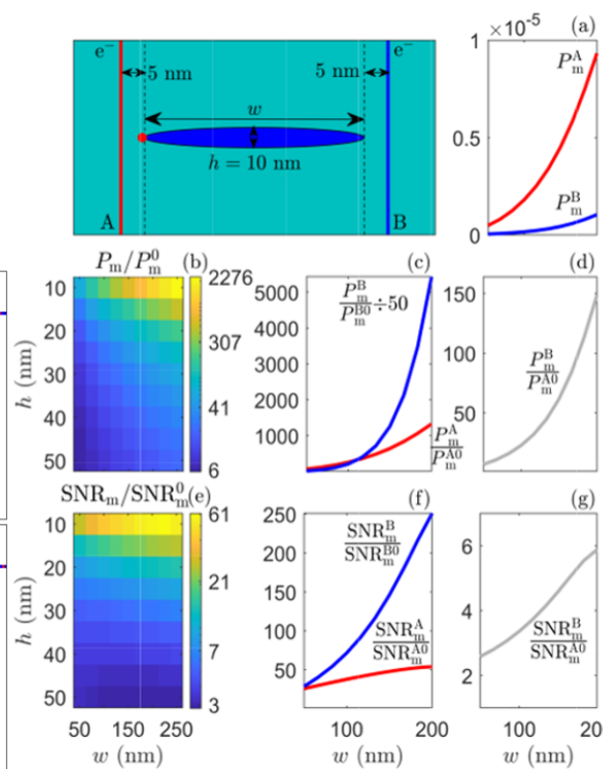 (a)
×10⁻⁵
e⁻
e⁻
5 nm
5 nm
w
h = 10 nm
A
B
1
0.5
0
P_m^A
P_m^B
P_m/P_m^0 (b)
(c)
(d)
10
20
30
40
50
h (nm)
2276
307
41
6
5000
4000
3000
2000
1000
P_m^B/P_m^B0 ÷50
P_m^A/P_m^A0
150
100
50
P_m^B/P_m^A0
SNR_m/SNR_m^0 (e)
(f)
(g)
10
20
30
40
50
h (nm)
61
21
7
3
50 150 250
w (nm)
250
200
150
100
50
SNR_m^B/SNR_m^B0
SNR_m^A/SNR_m^A0
100 200
w (nm)
6
4
2
SNR_m^B/SNR_m^A0
100 20
w (nm)